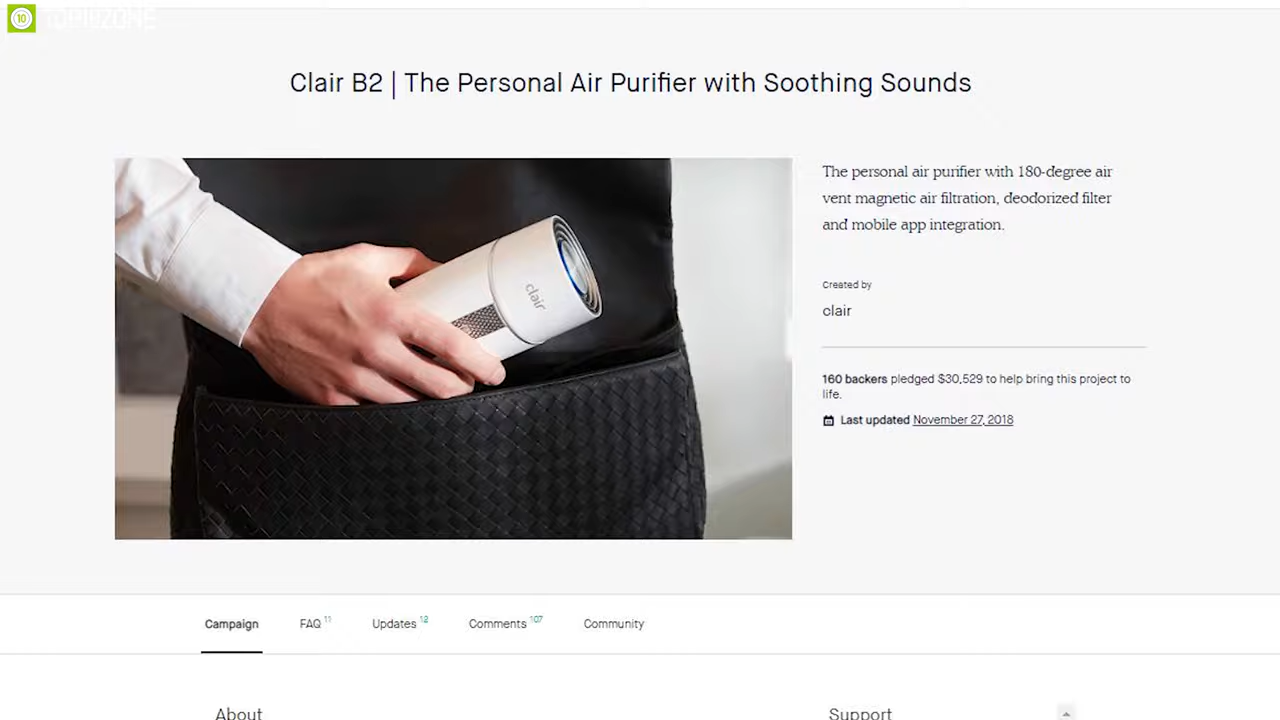 10
TOP10ZONE
Clair B2 | The Personal Air Purifier with Soothing Sounds
clair
The personal air purifier with 180-degree air
vent magnetic air filtration, deodorized filter
and mobile app integration.
Created by
clair
160 backers pledged $30,529 to help bring this project to
life.
Last updated November 27, 2018
Campaign
FAQ 11
Updates 12
Comments 107
Community
About
Support